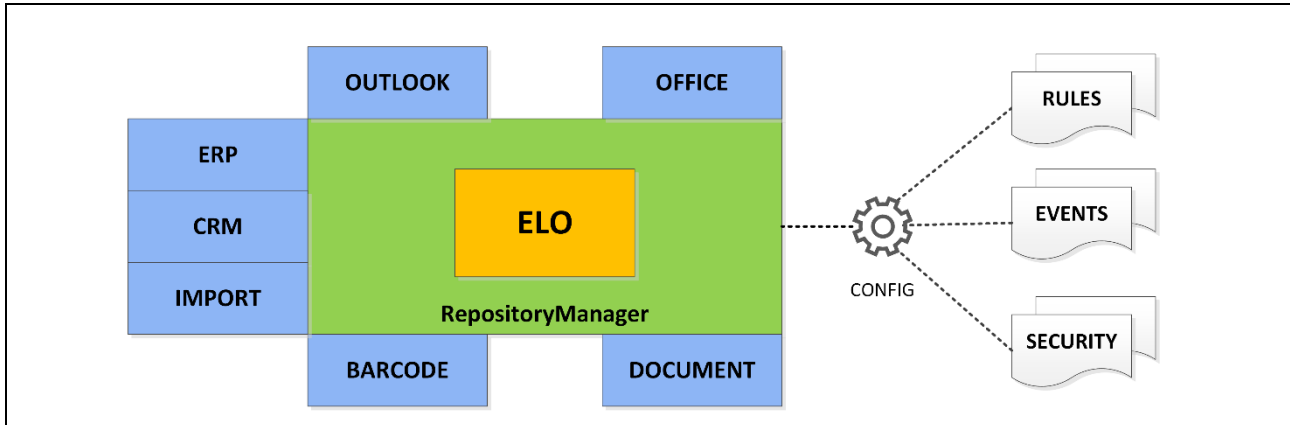 OUTLOOK
OFFICE
ERP
CRM
IMPORT
ELO
RepositoryManager
BARCODE
DOCUMENT
CONFIG
RULES
EVENTS
SECURITY